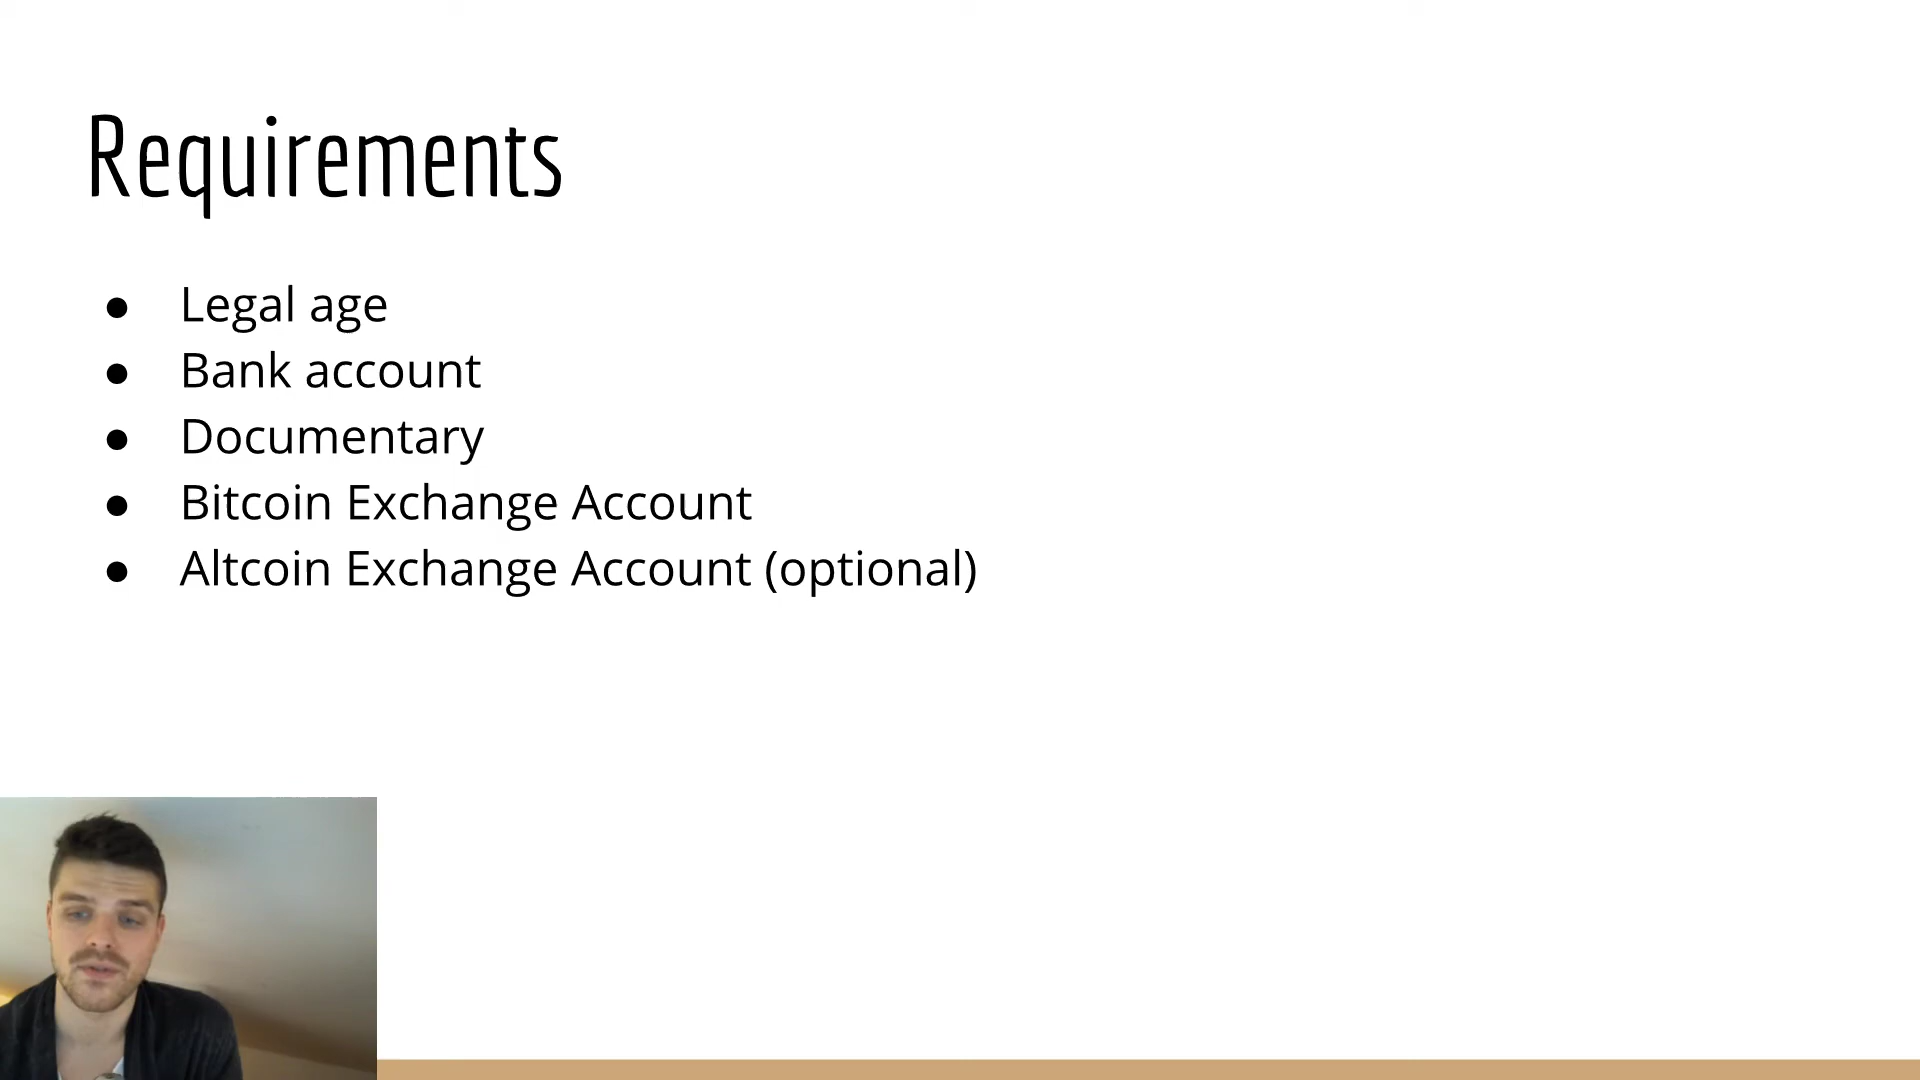 Requirements
● Legal age
● Bank account
● Documentary
● Bitcoin Exchange Account
● Altcoin Exchange Account (optional)